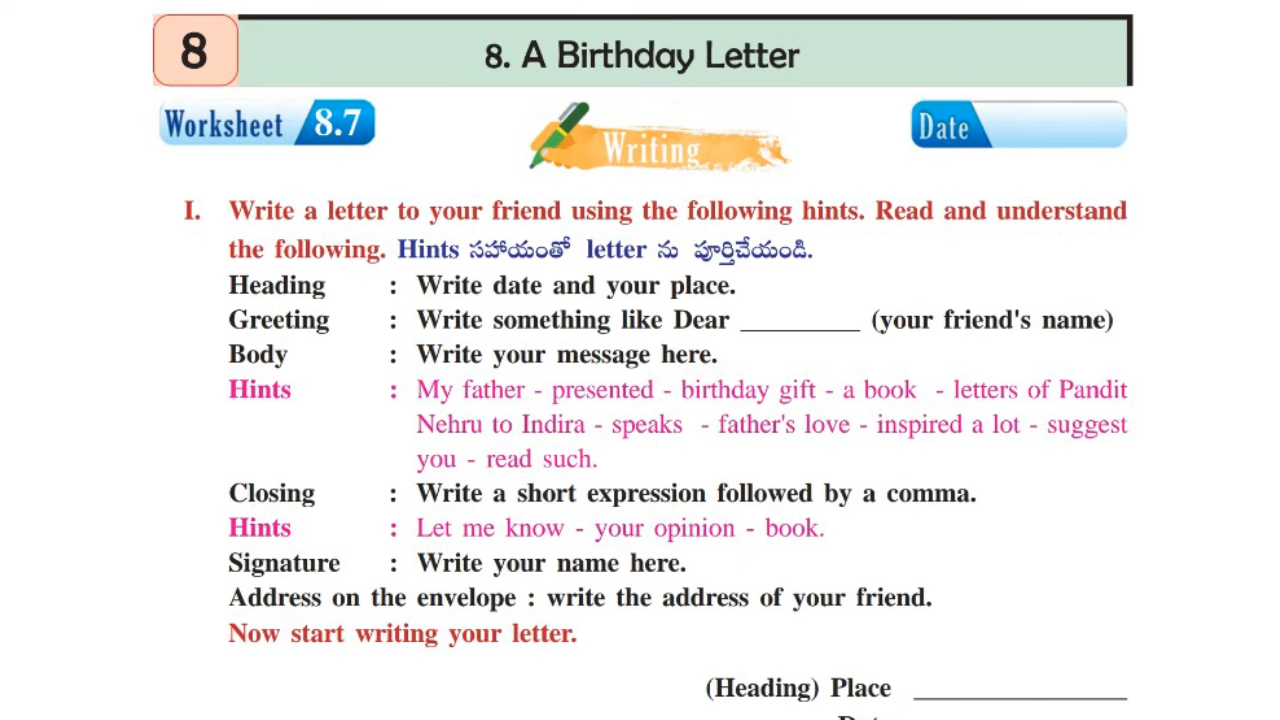 8
8. A Birthday Letter
Worksheet 8.7
Writing
Date
I. Write a letter to your friend using the following hints. Read and understand
the following. Hints సహాయంతో letter ను పూర్తిచేయండి.
Heading : Write date and your place.
Greeting : Write something like Dear _________ (your friend's name)
Body : Write your message here.
Hints : My father - presented - birthday gift - a book - letters of Pandit
Nehru to Indira - speaks - father's love - inspired a lot - suggest
you - read such.
Closing : Write a short expression followed by a comma.
Hints : Let me know - your opinion - book.
Signature : Write your name here.
Address on the envelope : write the address of your friend.
Now start writing your letter.
(Heading) Place ________________